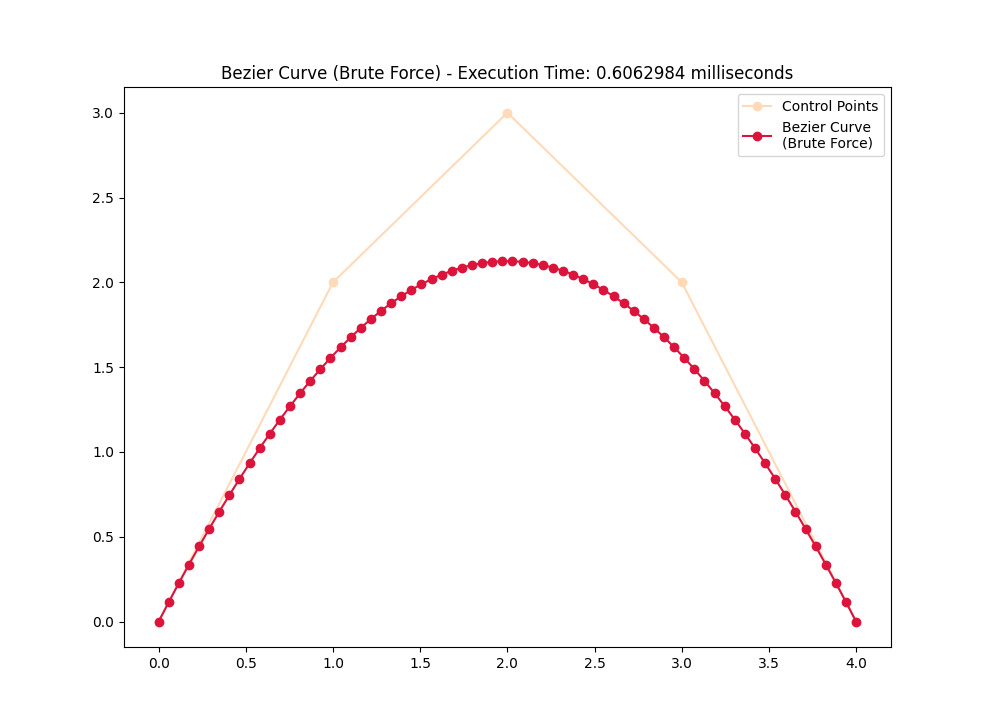 Bezier Curve (Brute Force) - Execution Time: 0.6062984 milliseconds
Control Points
Bezier Curve
(Brute Force)
3.0
2.5
2.0
1.5
1.0
0.5
0.0
0.0 0.5 1.0 1.5 2.0 2.5 3.0 3.5 4.0